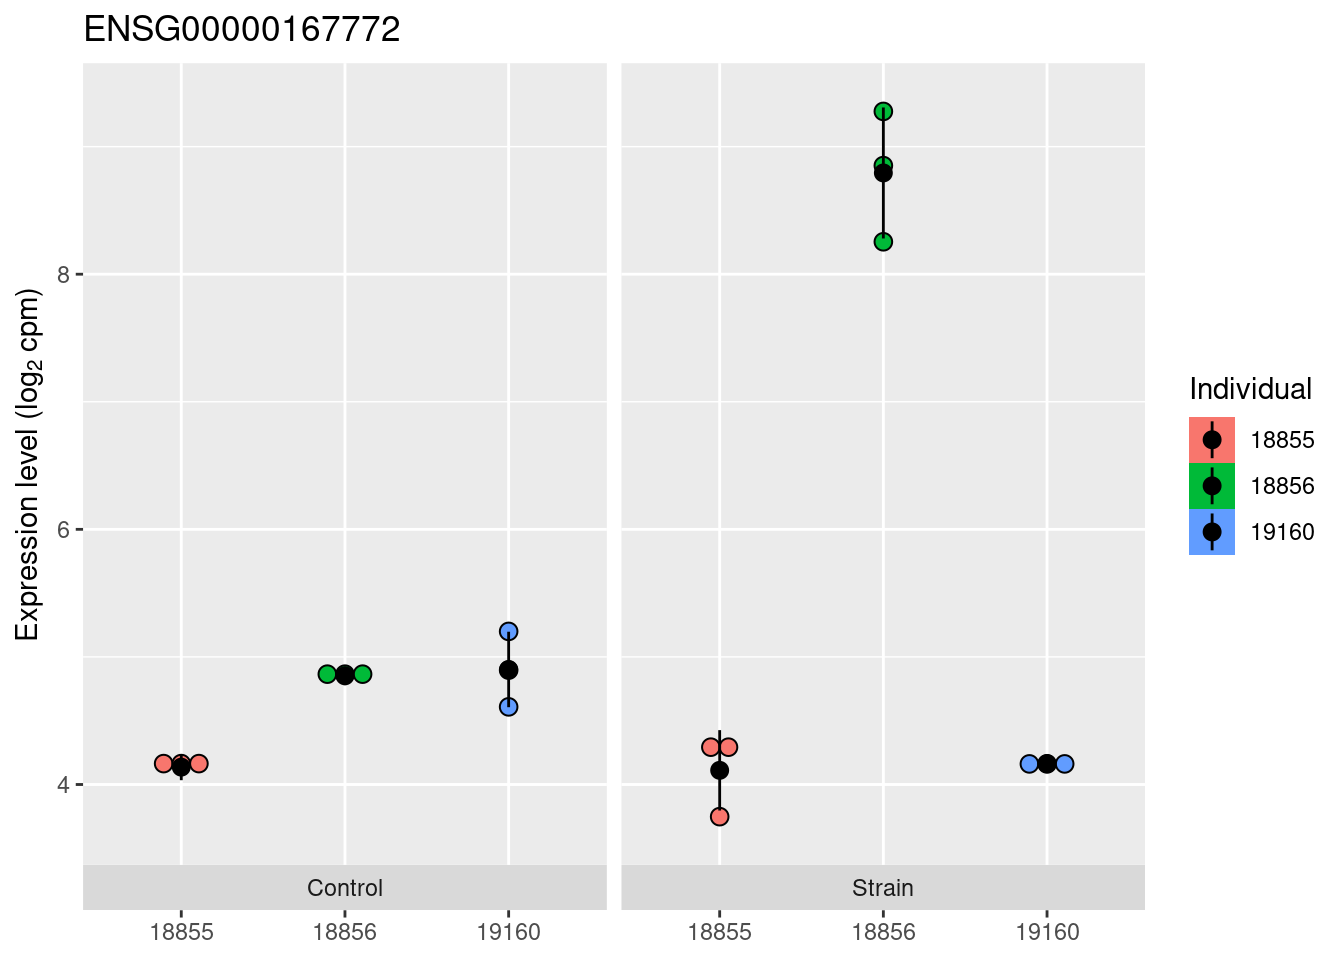 ENSG00000167772
Expression level (log₂ cpm)
8
6
4
Control
Strain
18855
18856
19160
18855
18856
19160
Individual
18855
18856
19160